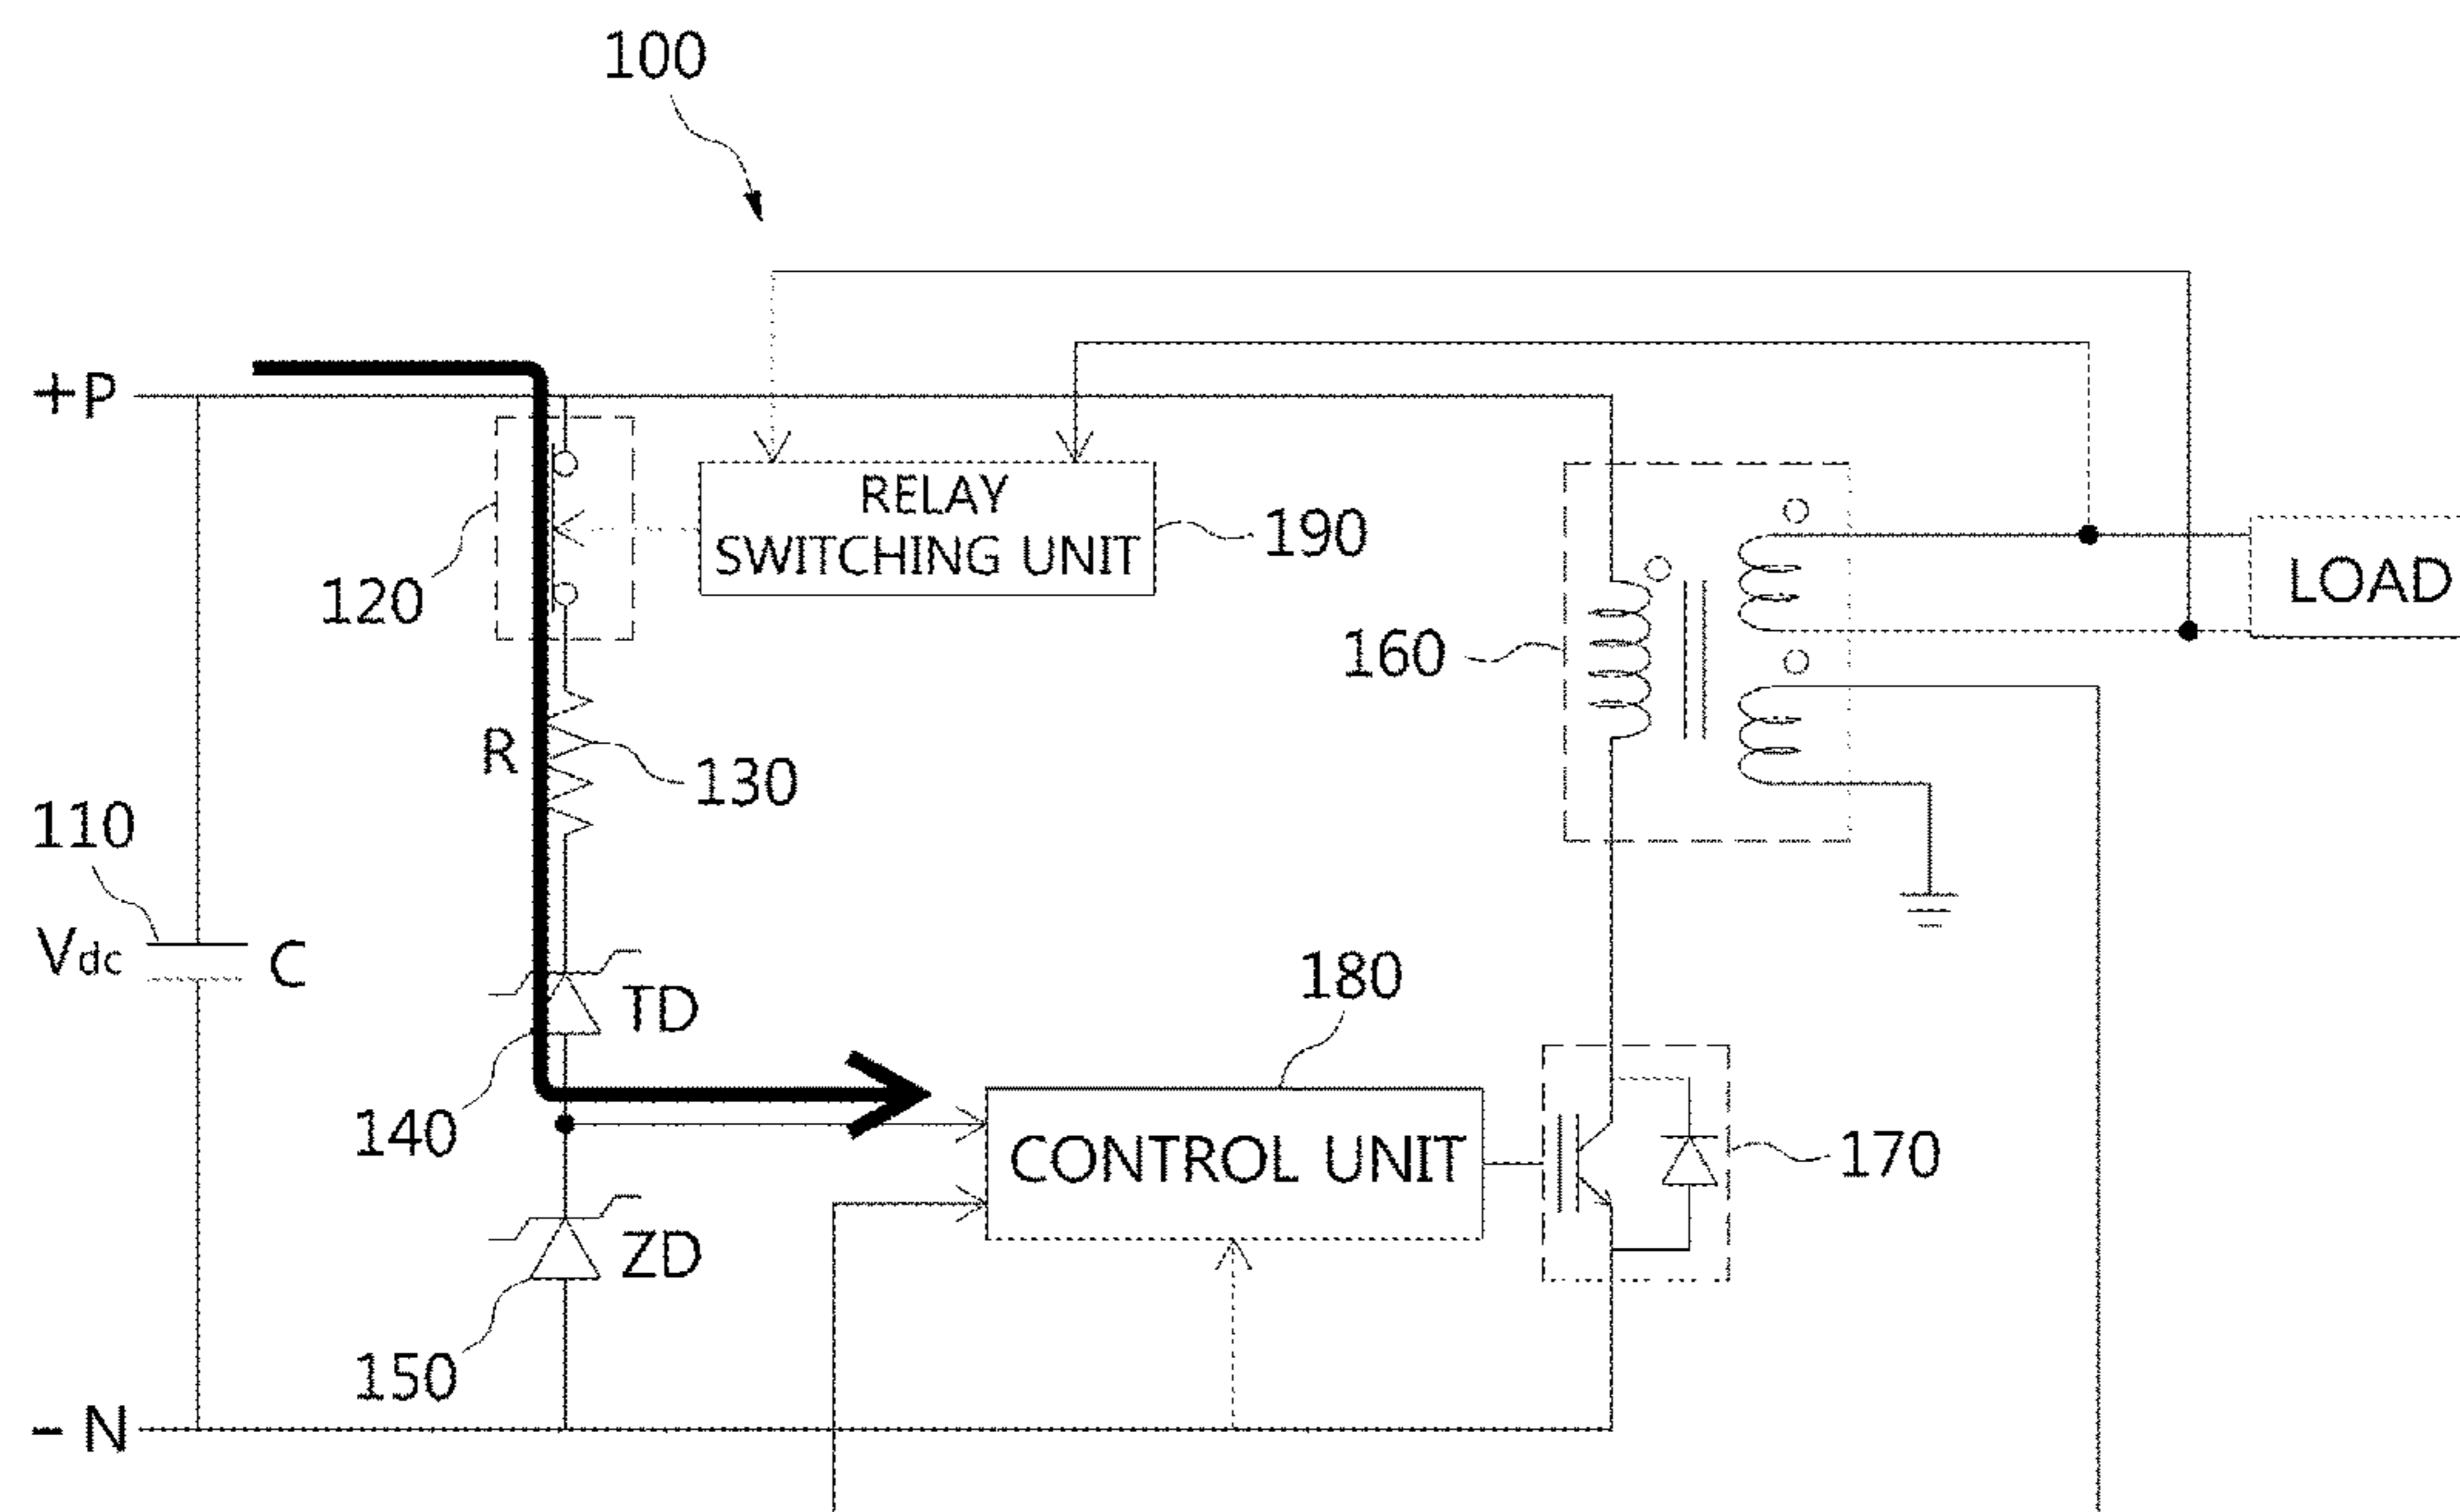 100
+P
RELAY
SWITCHING UNIT
190
120
LOAD
160
R
130
110
Vdc
C
180
TD
140
CONTROL UNIT
170
ZD
150
- N